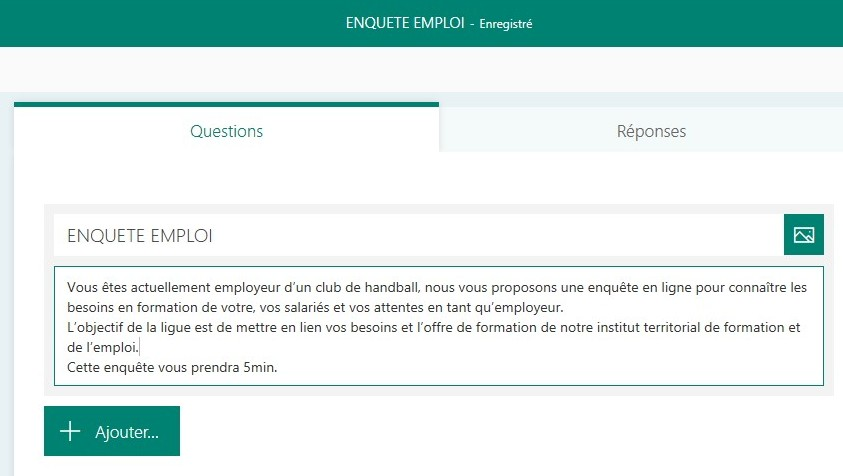 ENQUETE EMPLOI - Enregistré
Questions
Réponses
ENQUETE EMPLOI
Vous êtes actuellement employeur d’un club de handball, nous vous proposons une enquête en ligne pour connaître les
besoins en formation de votre, vos salariés et vos attentes en tant qu’employeur.
L’objectif de la ligue est de mettre en lien vos besoins et l’offre de formation de notre institut territorial de formation et
de l’emploi.
Cette enquête vous prendra 5min.
Ajouter...